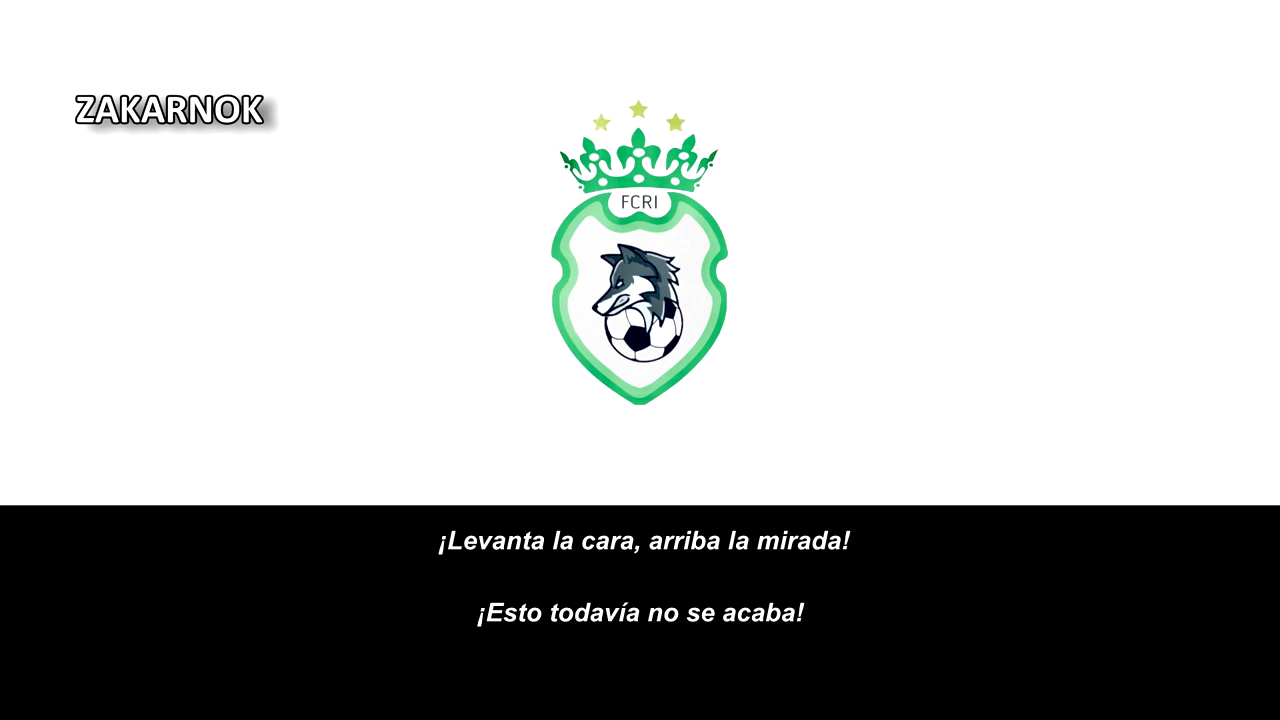 ZAKARNOK
FCRI
¡Levanta la cara, arriba la mirada!
¡Esto todavía no se acaba!